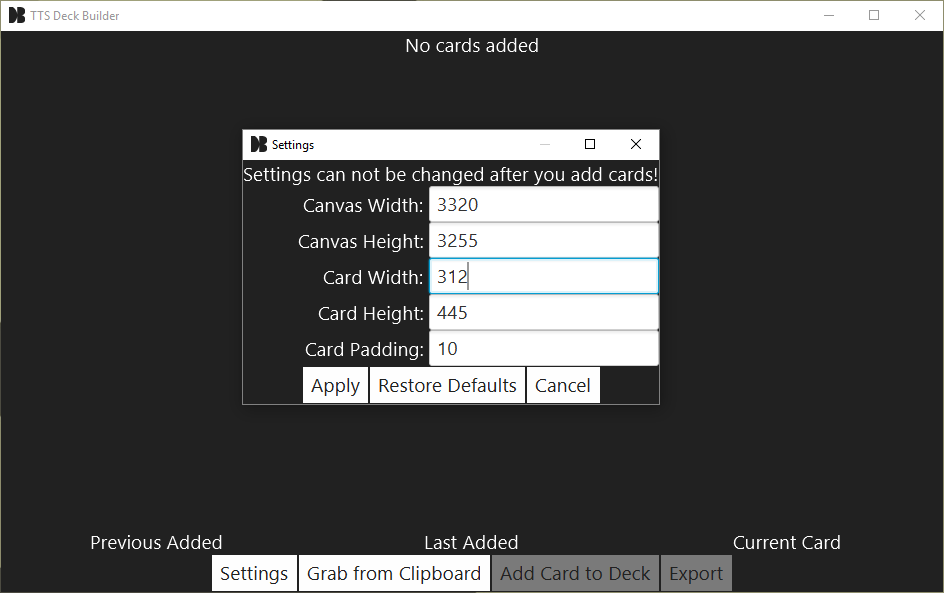 TTS Deck Builder
No cards added
Settings
Settings can not be changed after you add cards!
Canvas Width: 3320
Canvas Height: 3255
Card Width: 312
Card Height: 445
Card Padding: 10
Apply Restore Defaults Cancel
Previous Added Last Added Current Card
Settings Grab from Clipboard Add Card to Deck Export